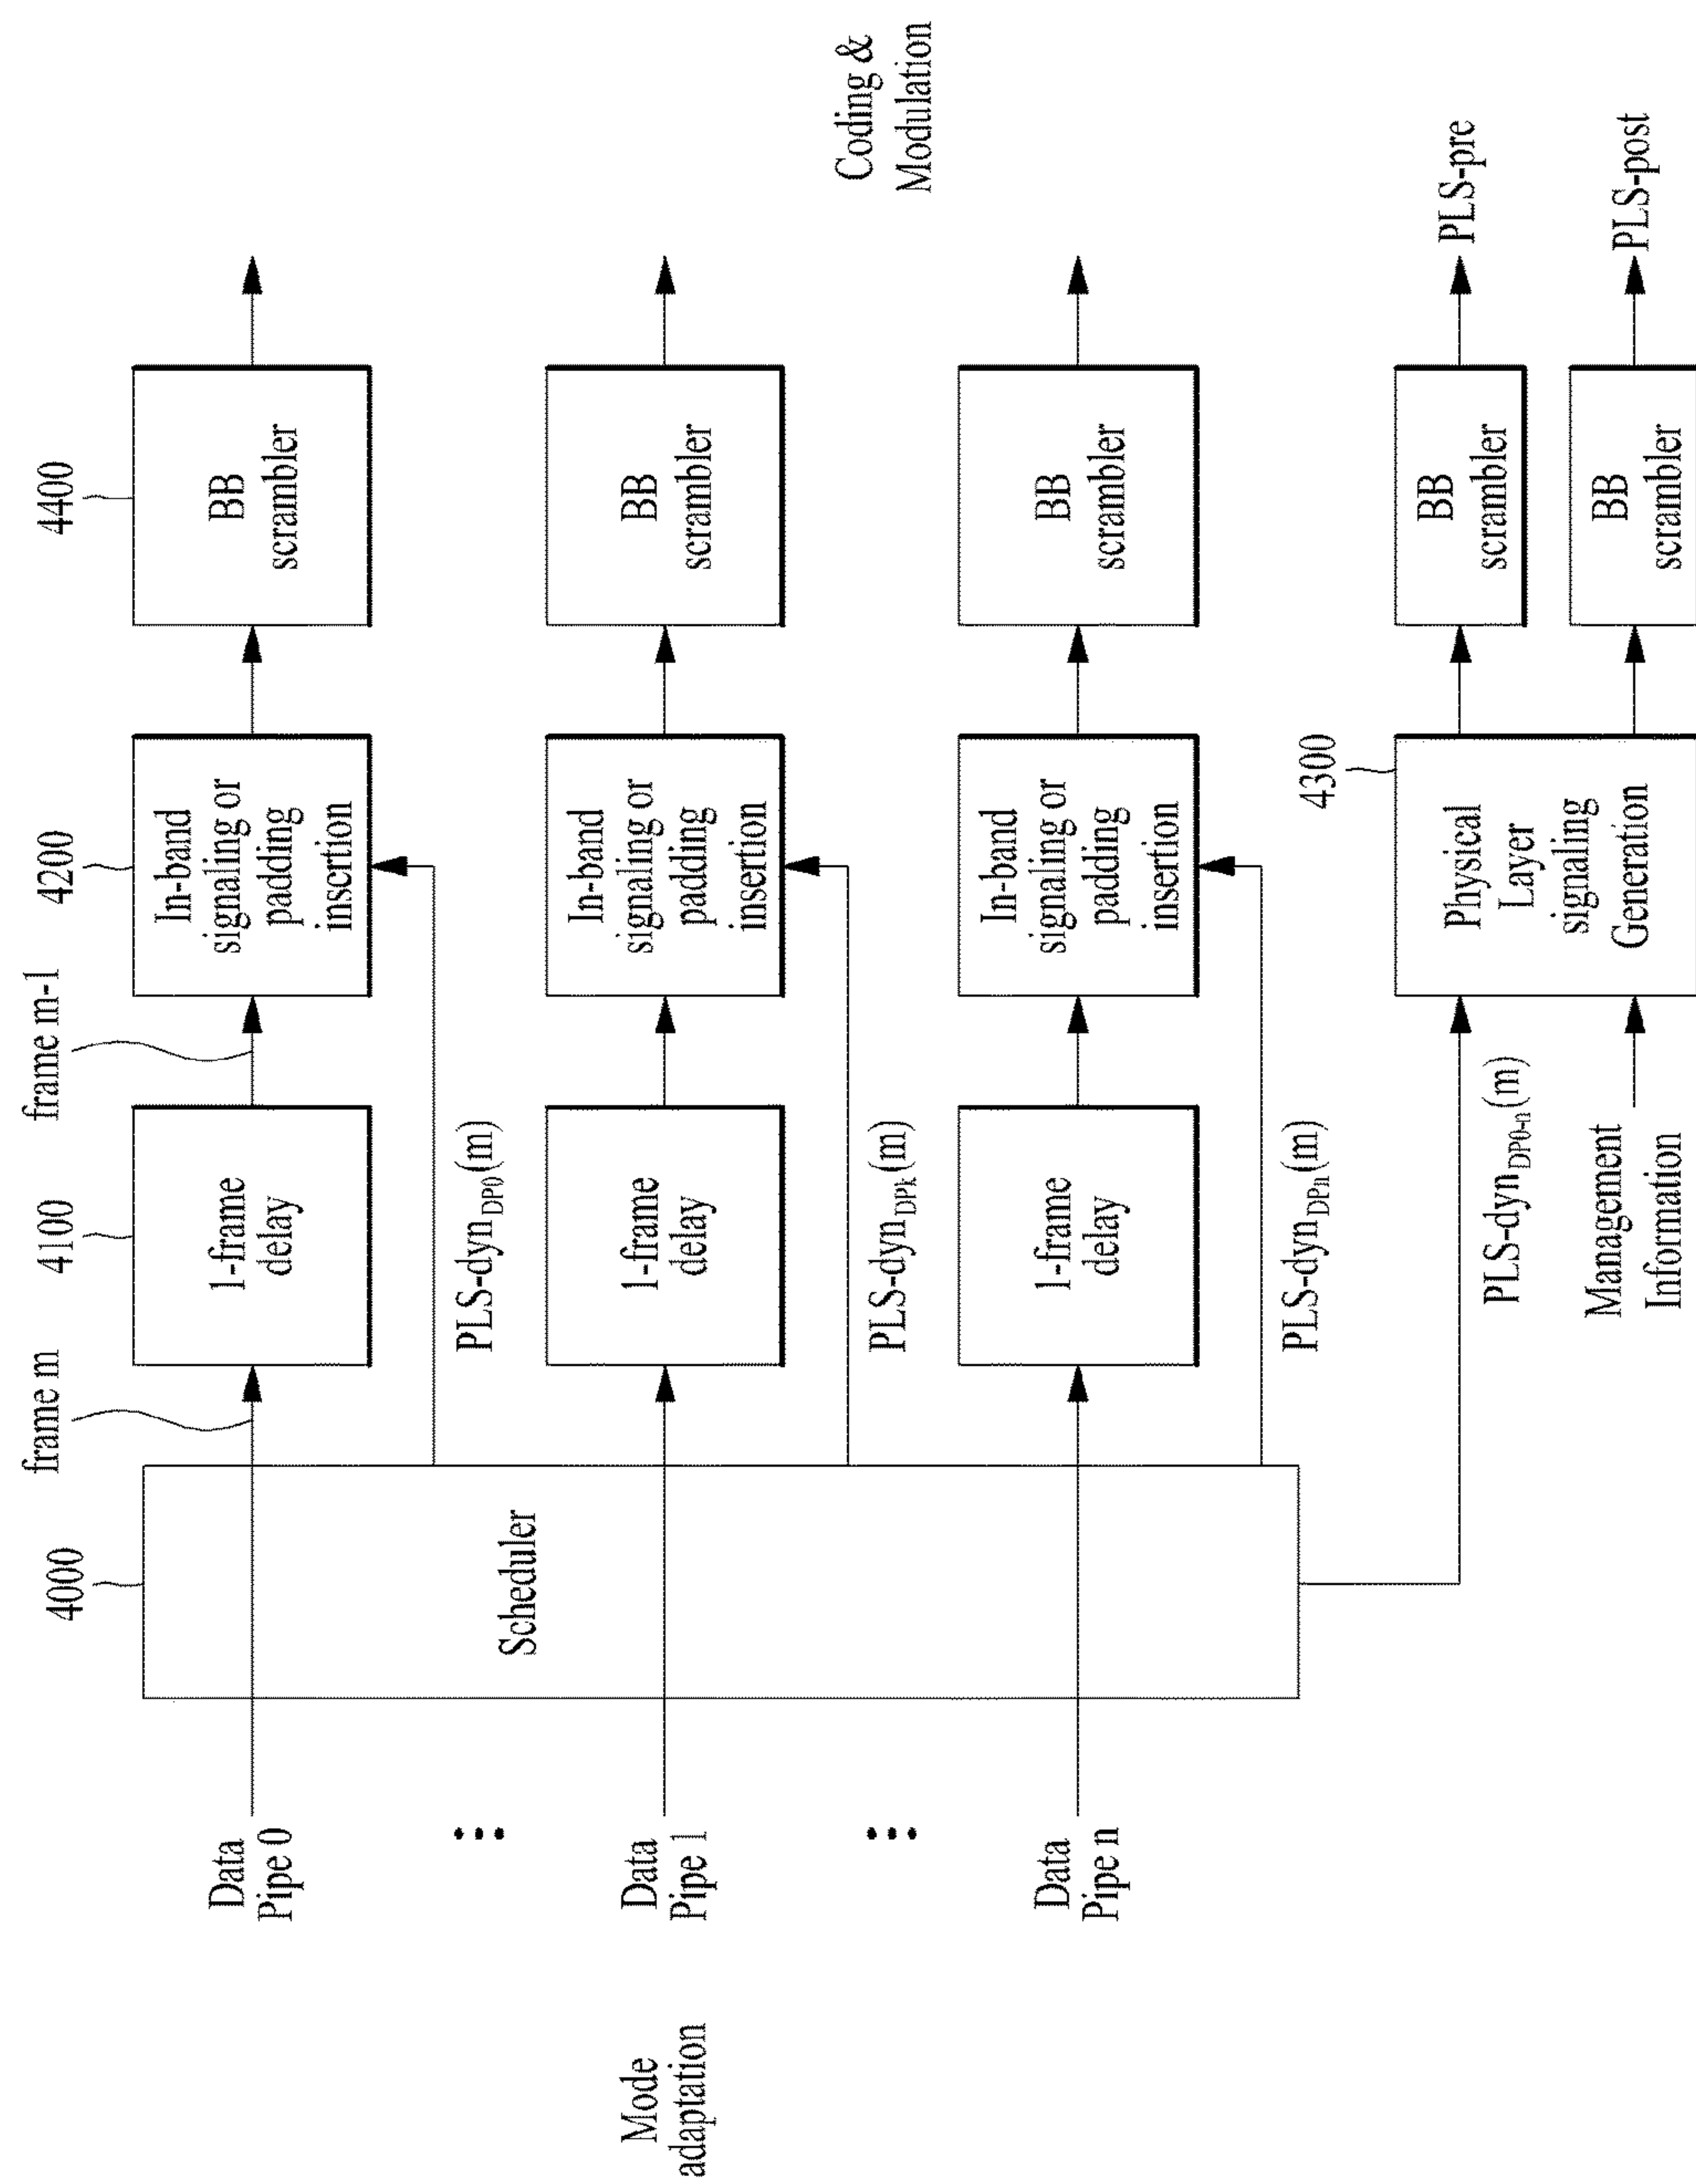 Mode
adaptation
Data
Pipe 0
Data
Pipe 1
Data
Pipe n
4000
Scheduler
frame m
4100
1-frame
delay
frame m-1
4200
In-band
signaling or
padding
insertion
4400
BB
scrambler
PLS-dynDP0(m)
1-frame
delay
In-band
signaling or
padding
insertion
BB
scrambler
PLS-dynDPk(m)
1-frame
delay
In-band
signaling or
padding
insertion
BB
scrambler
PLS-dynDPn(m)
Coding &
Modulation
4300
PLS-dynDP0-n(m)
Management
Information
Physical
Layer
signaling
Generation
BB
scrambler
PLS-pre
BB
scrambler
PLS-post